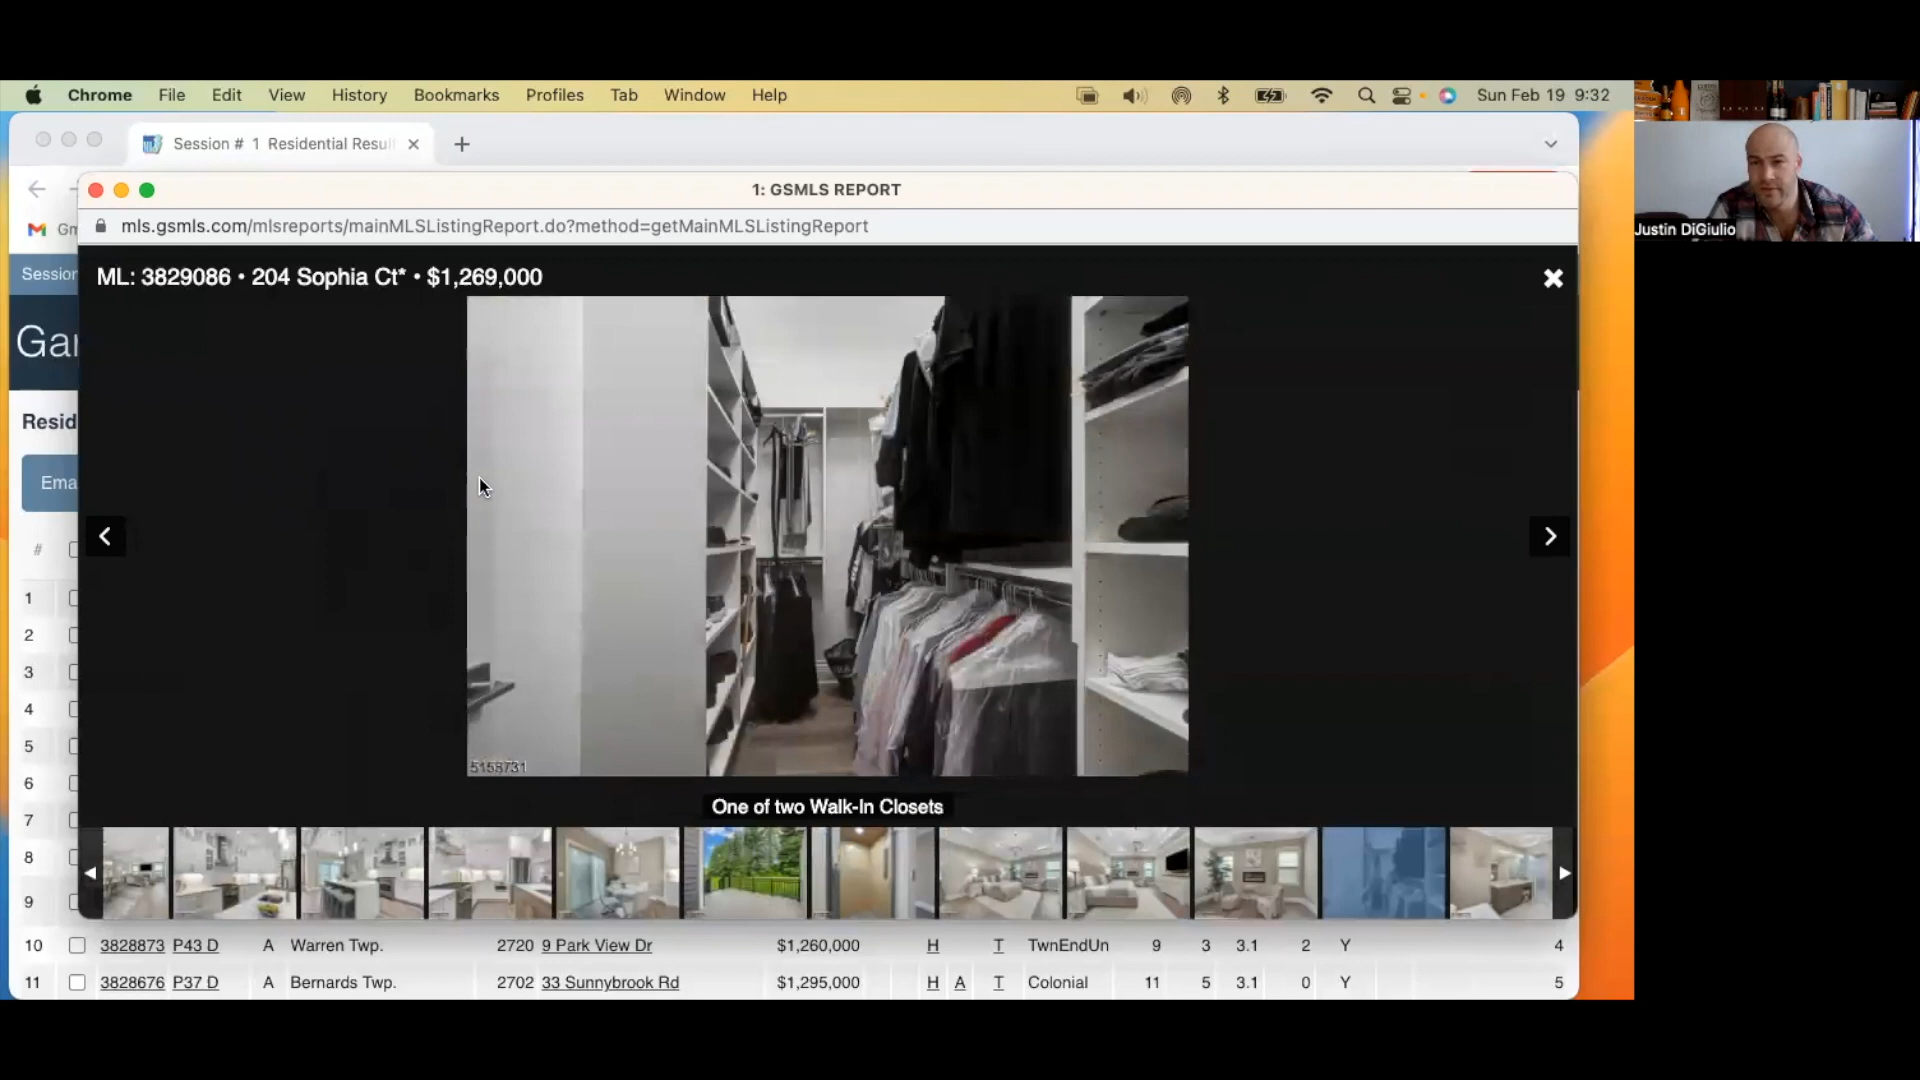 Chrome File Edit View History Bookmarks Profiles Tab Window Help Sun Feb 19 9:32
Session # 1 Residential Resul
1: GSMLS REPORT
Justin DiGiulio
Gm
mls.gsmls.com/mlsreports/mainMLSListingReport.do?method=getMainMLSListingReport
Session
ML: 3829086 • 204 Sophia Ct* • $1,269,000
Gar
Resid
Ema
#
1
2
3
4
5
6
5158731
One of two Walk-In Closets
7
8
9
10 3828873 P43 D A Warren Twp. 2720 9 Park View Dr $1,260,000 H T TwnEndUn 9 3 3.1 2 Y 4
11 3828676 P37 D A Bernards Twp. 2702 33 Sunnybrook Rd $1,295,000 H A T Colonial 11 5 3.1 0 Y 5